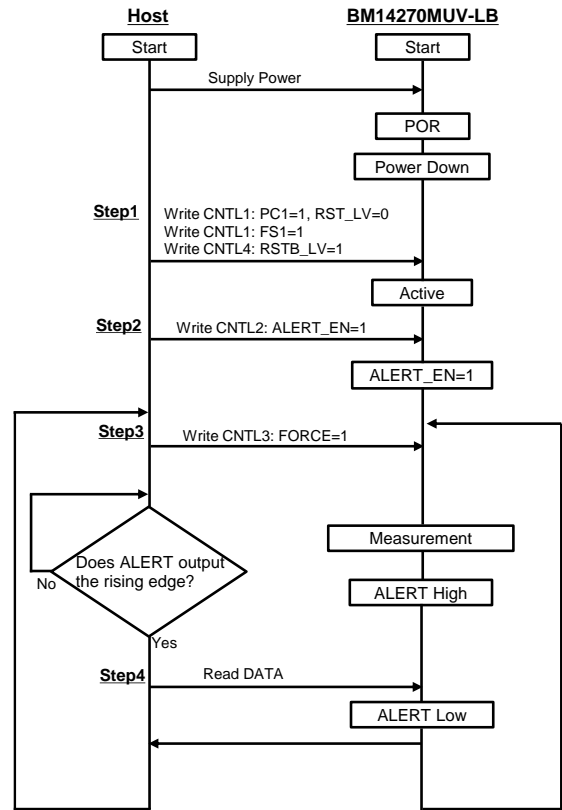 Host
BM14270MUV-LB
Start
Start
Supply Power
POR
Power Down
Step1
Write CNTL1: PC1=1, RST_LV=0
Write CNTL1: FS1=1
Write CNTL4: RSTB_LV=1
Active
Step2
Write CNTL2: ALERT_EN=1
ALERT_EN=1
Step3
Write CNTL3: FORCE=1
Measurement
Does ALERT output
the rising edge?
No
ALERT High
Yes
Step4
Read DATA
ALERT Low